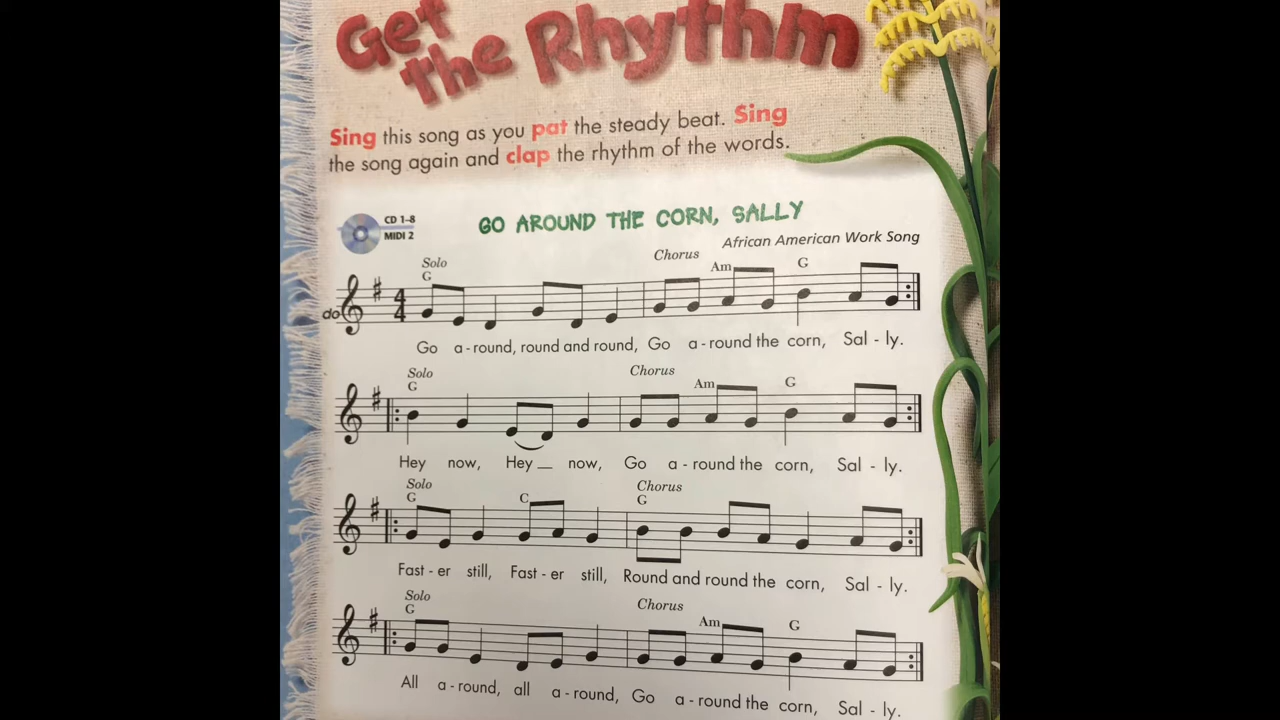 Get
the Rhythm
Sing this song as you pat the steady beat. Sing
the song again and clap the rhythm of the words.
CD 1-8
MIDI 2
GO AROUND THE CORN, SALLY
African American Work Song
Solo Chorus
G Am G
do
4
4
Go a-round, round and round, Go a-round the corn, Sal-ly.
Solo Chorus
G Am G
Hey now, Hey now, Go a-round the corn, Sal-ly.
Solo Chorus
G C G
Fast-er still, Fast-er still, Round and round the corn, Sal-ly.
Solo Chorus
G Am G
All a-round, all a-round, Go a-round the corn, Sal-ly.